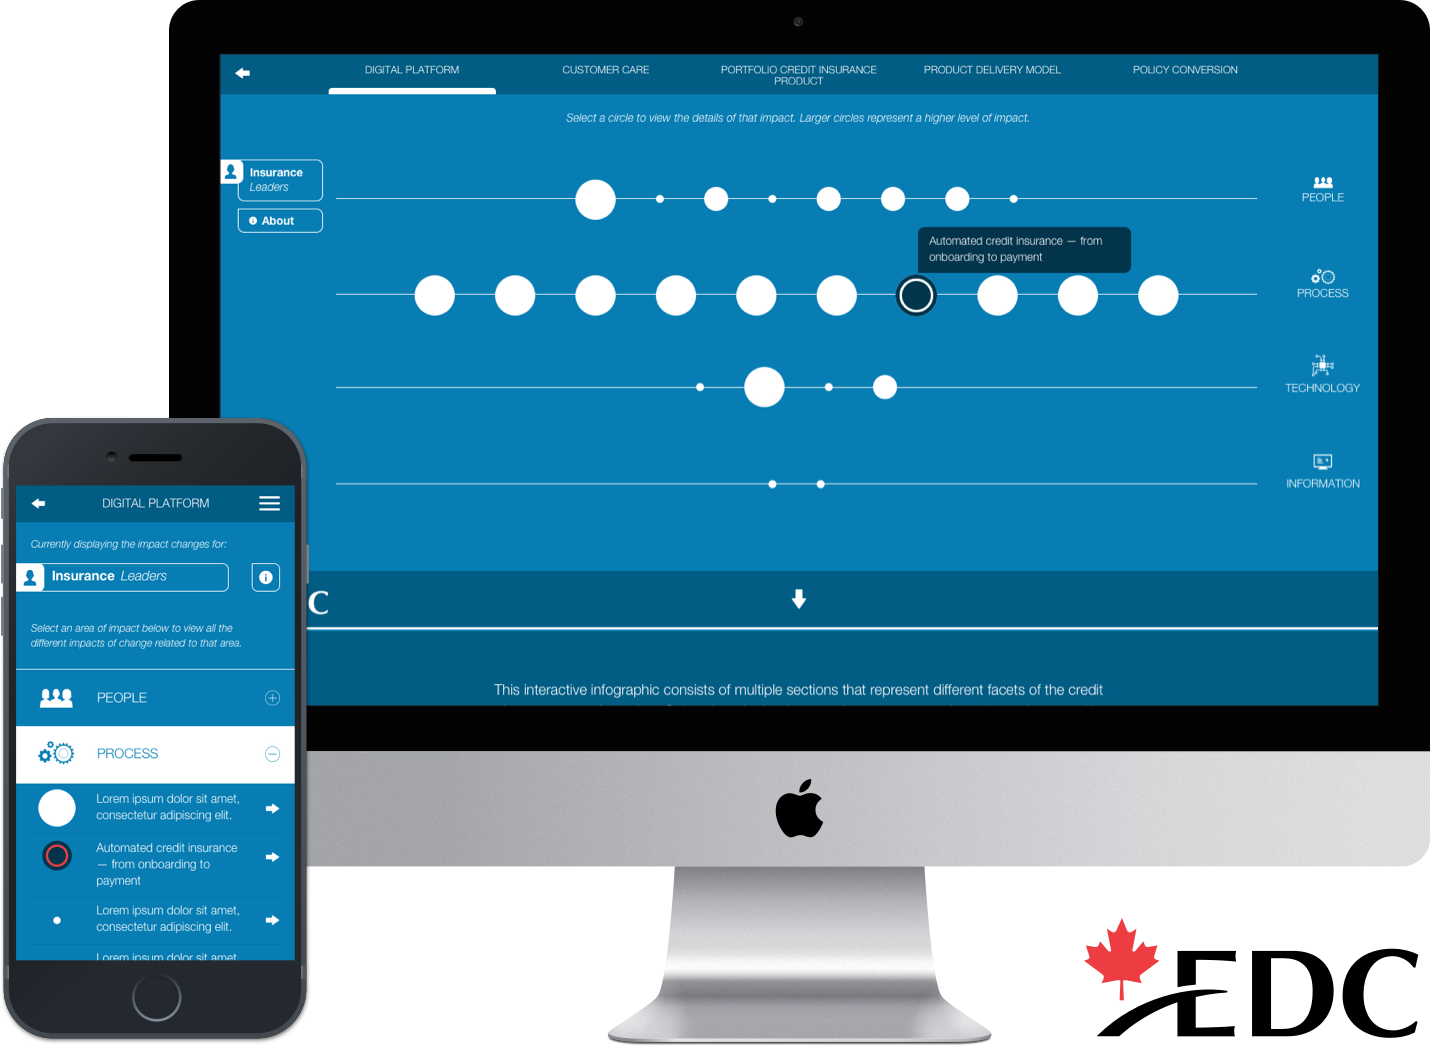 DIGITAL PLATFORM
CUSTOMER CARE
PORTFOLIO CREDIT INSURANCE
PRODUCT
PRODUCT DELIVERY MODEL
POLICY CONVERSION
Select a circle to view the details of that impact. Larger circles represent a higher level of impact.
Insurance
Leaders
About
PEOPLE
Automated credit insurance — from
onboarding to payment
PROCESS
TECHNOLOGY
INFORMATION
C
This interactive infographic consists of multiple sections that represent different facets of the credit
DIGITAL PLATFORM
Currently displaying the impact changes for:
Insurance Leaders
Select an area of impact below to view all the
different impacts of change related to that area.
PEOPLE
PROCESS
Lorem ipsum dolor sit amet,
consectetur adipiscing elit.
Automated credit insurance
— from onboarding to
payment
Lorem ipsum dolor sit amet,
consectetur adipiscing elit.
Lorem ipsum dolor sit amet
EDC